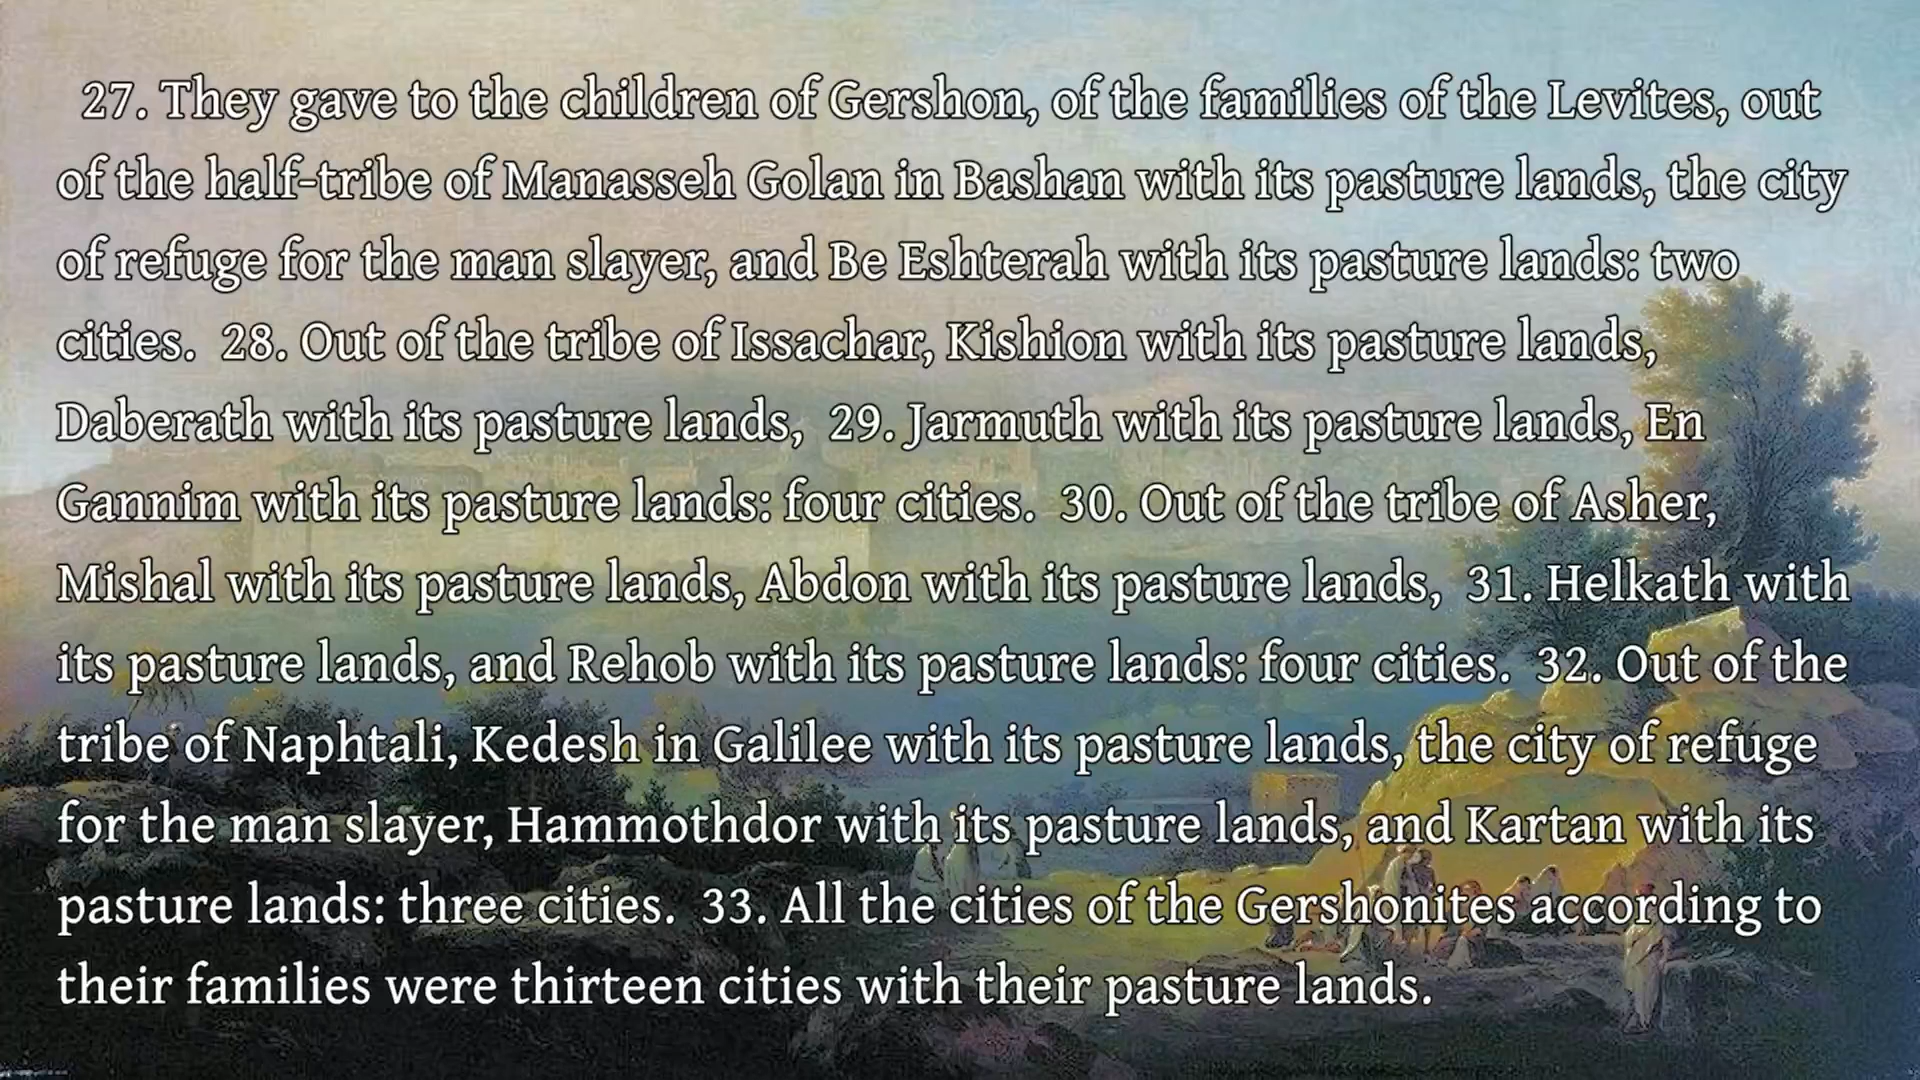 27. They gave to the children of Gershon, of the families of the Levites, out
of the half-tribe of Manasseh Golan in Bashan with its pasture lands, the city
of refuge for the man slayer, and Be Eshterah with its pasture lands: two
cities. 28. Out of the tribe of Issachar, Kishion with its pasture lands,
Daberath with its pasture lands, 29. Jarmuth with its pasture lands, En
Gannim with its pasture lands: four cities. 30. Out of the tribe of Asher,
Mishal with its pasture lands, Abdon with its pasture lands, 31. Helkath with
its pasture lands, and Rehob with its pasture lands: four cities. 32. Out of the
tribe of Naphtali, Kedesh in Galilee with its pasture lands, the city of refuge
for the man slayer, Hammothdor with its pasture lands, and Kartan with its
pasture lands: three cities. 33. All the cities of the Gershonites according to
their families were thirteen cities with their pasture lands.